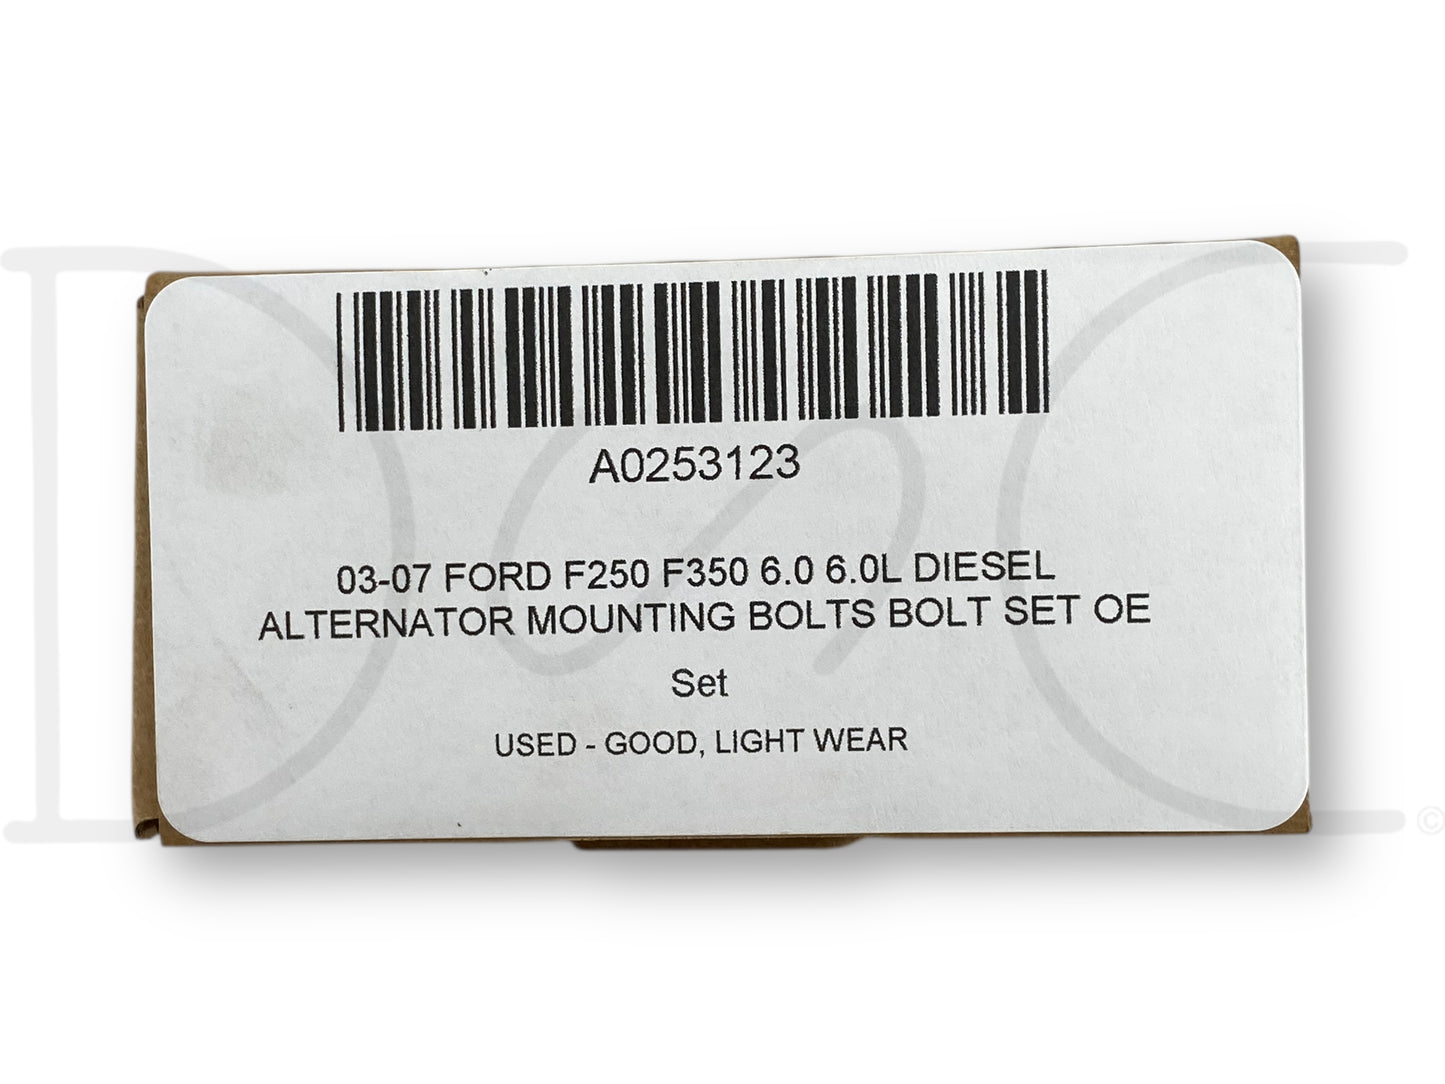 A0253123
03-07 FORD F250 F350 6.0 6.0L DIESEL
ALTERNATOR MOUNTING BOLTS BOLT SET OE
Set
USED - GOOD, LIGHT WEAR
©